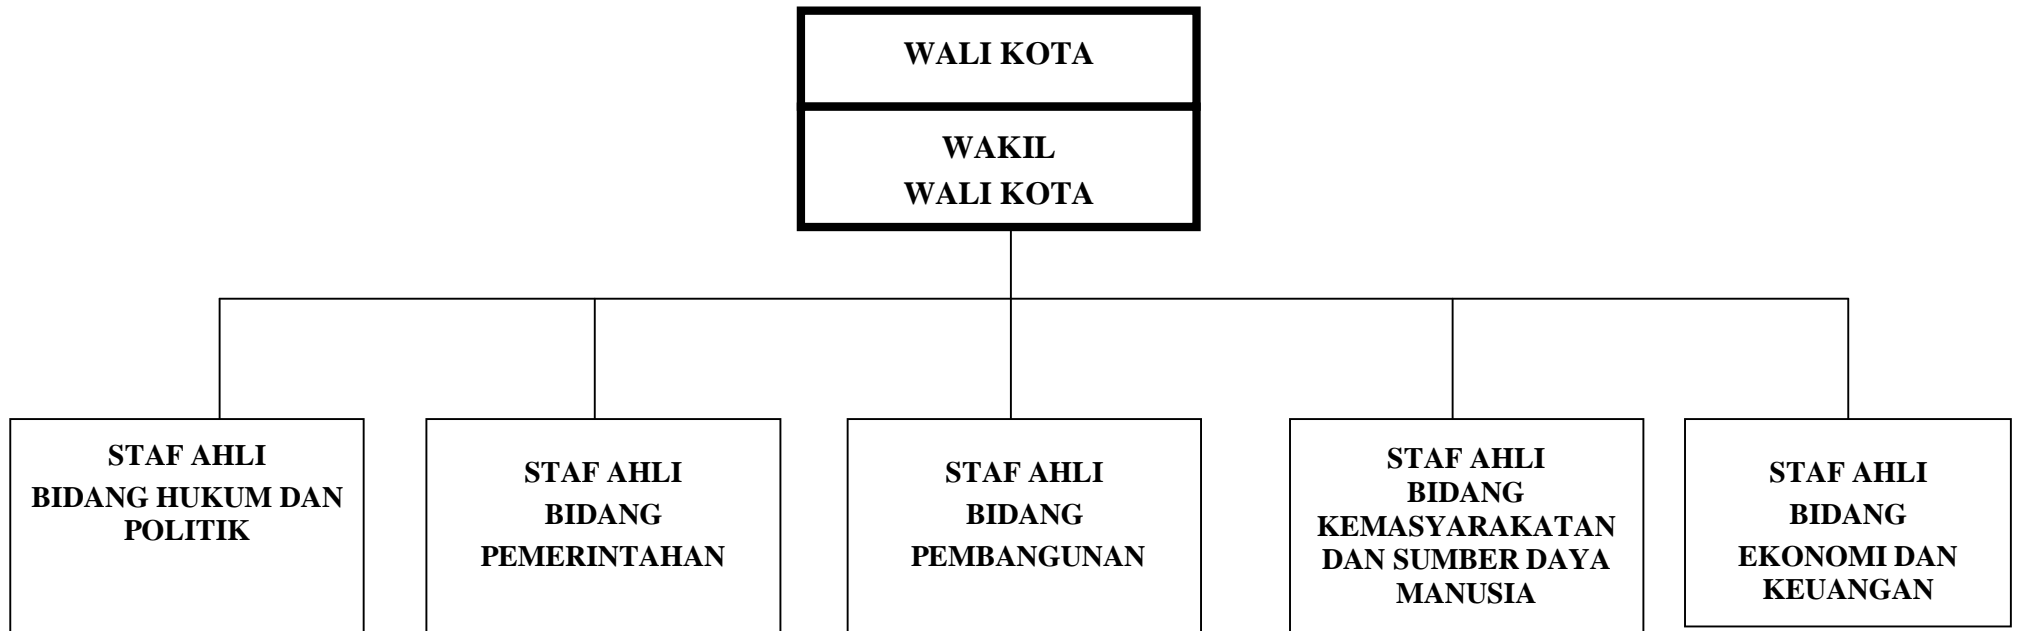 WALI KOTA
WAKIL
WALI KOTA
STAF AHLI
BIDANG HUKUM DAN
POLITIK
STAF AHLI
BIDANG
PEMERINTAHAN
STAF AHLI
BIDANG
PEMBANGUNAN
STAF AHLI
BIDANG
KEMASYARAKATAN
DAN SUMBER DAYA
MANUSIA
STAF AHLI
BIDANG
EKONOMI DAN
KEUANGAN